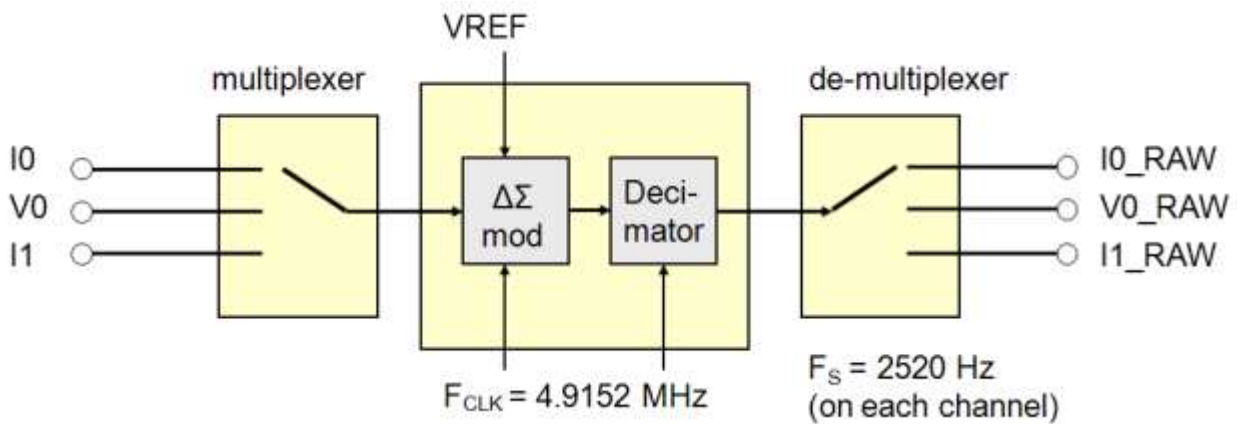 VREF
multiplexer
de-multiplexer
I0
V0
I1
ΔΣ
mod
Deci-
mator
I0_RAW
V0_RAW
I1_RAW
FCLK = 4.9152 MHz
FS = 2520 Hz
(on each channel)